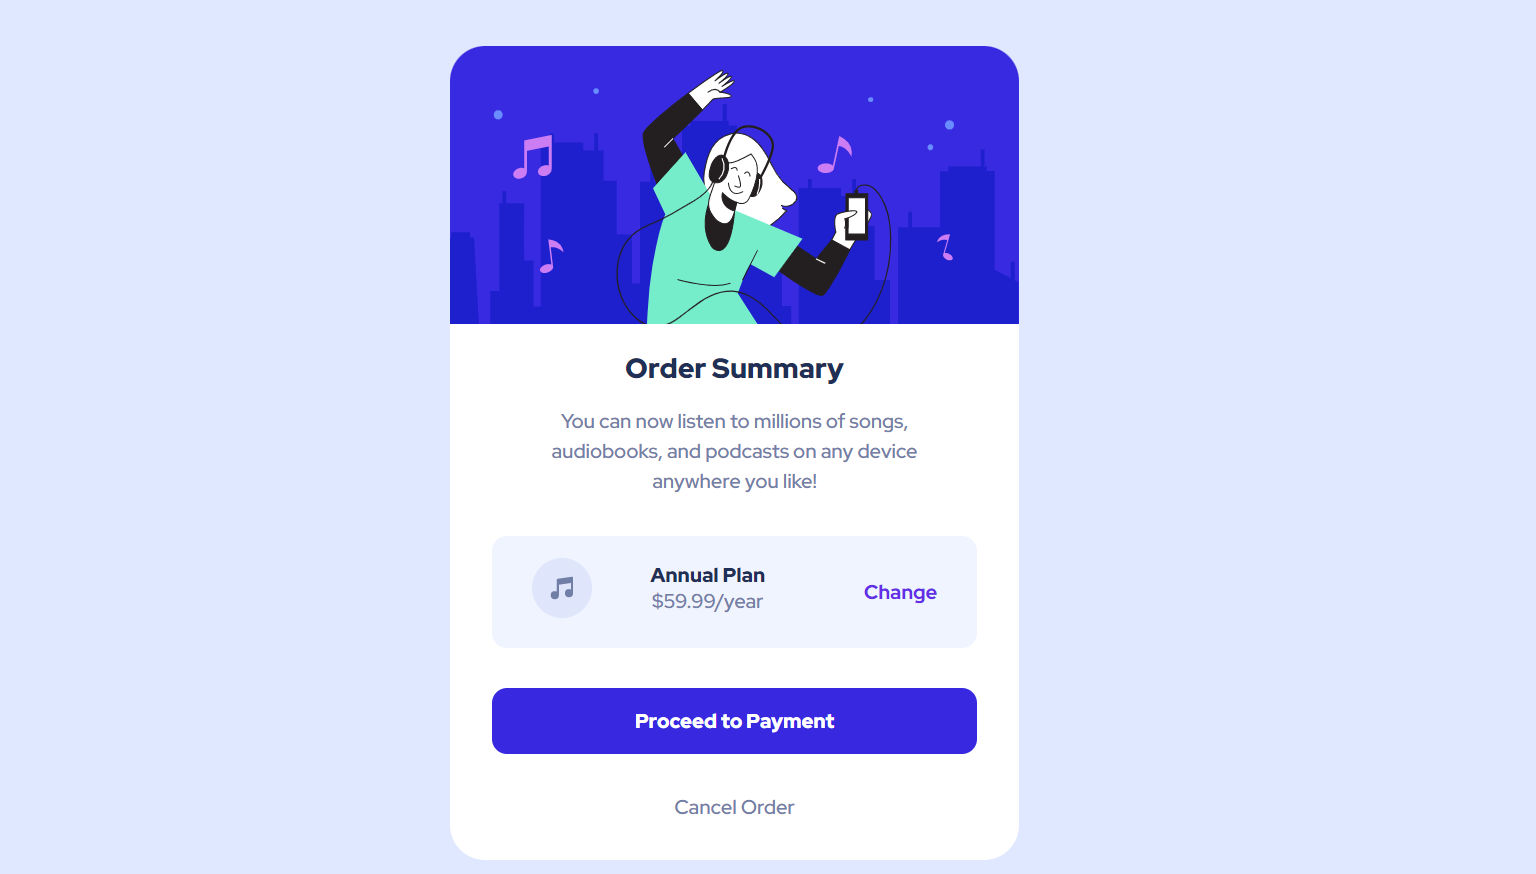 Order Summary
You can now listen to millions of songs,
audiobooks, and podcasts on any device
anywhere you like!
Annual Plan
$59.99/year
Change
Proceed to Payment
Cancel Order